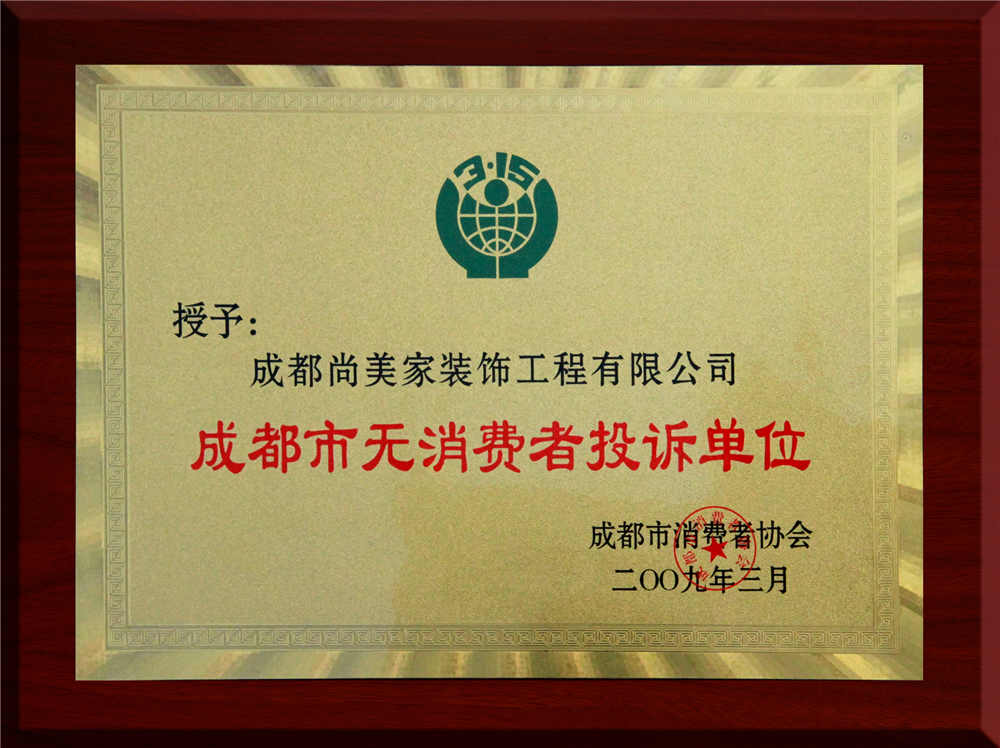 3·15
授予：
成都尚美家装饰工程有限公司
成都市无消费者投诉单位
成都市消费者协会
二〇〇九年三月